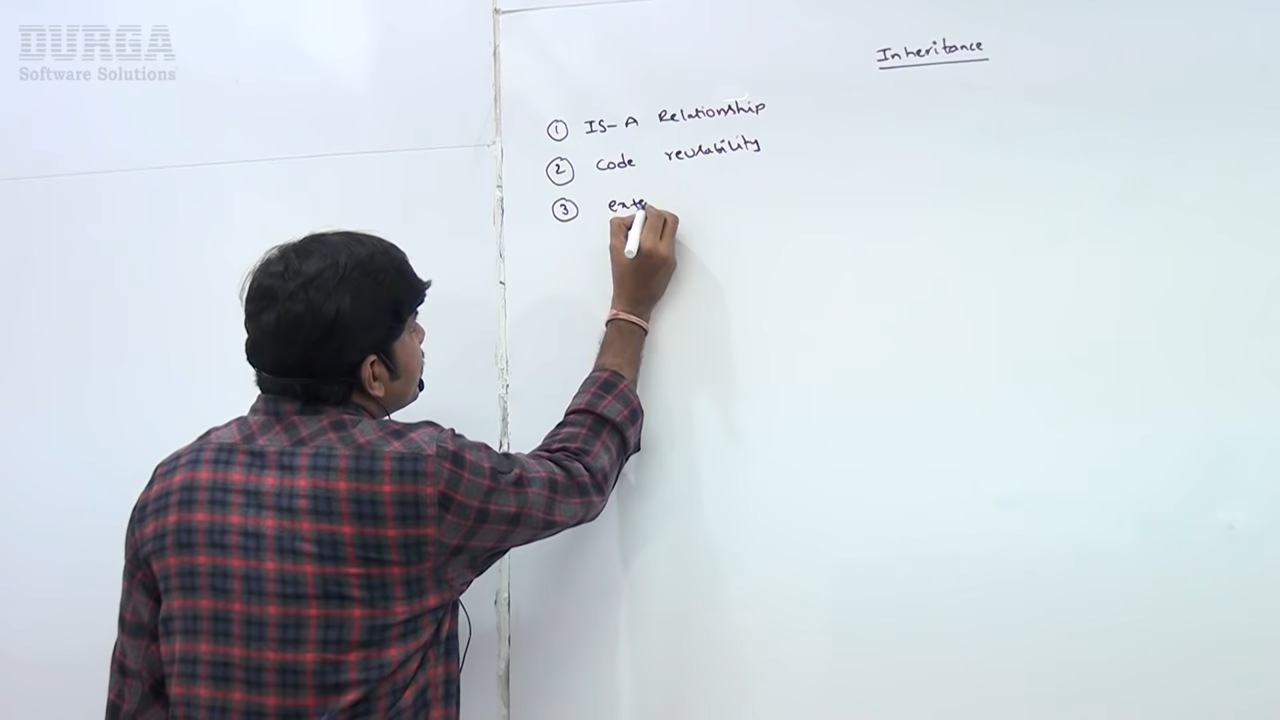 DURGA
Software Solutions
Inheritance
① IS-A Relationship
② Code reusability
③ exte